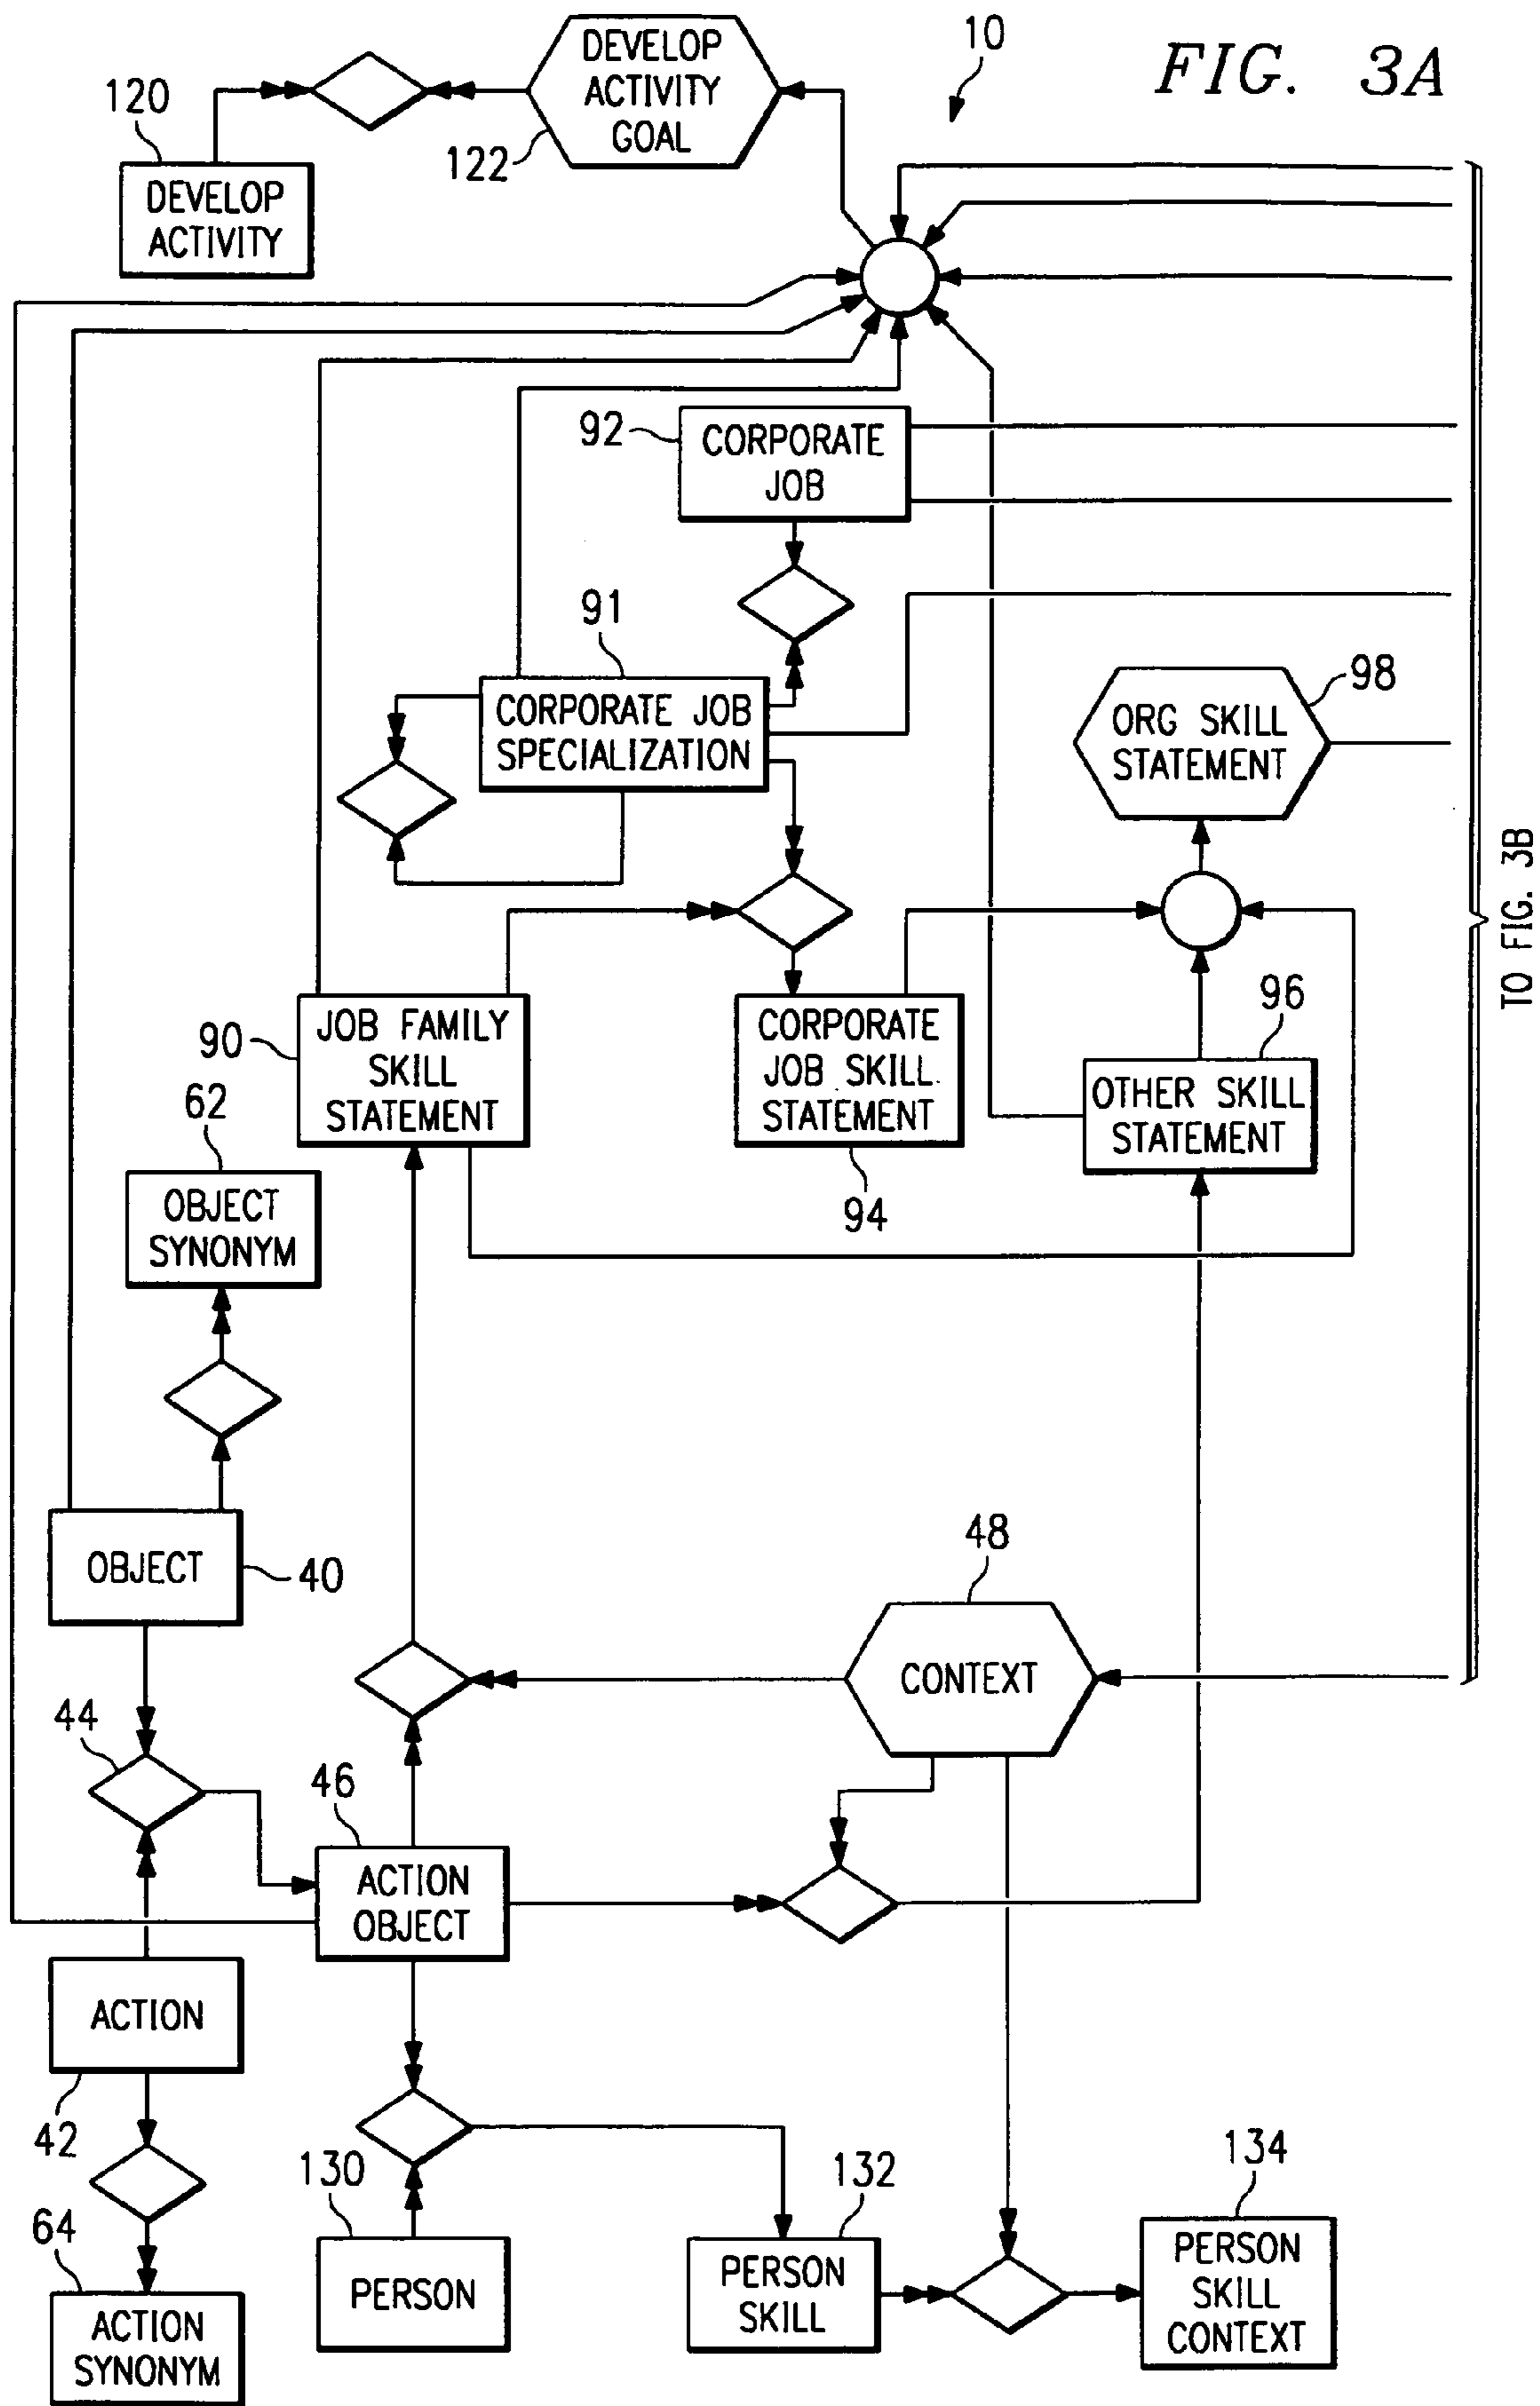 FIG. 3A
10
DEVELOP
ACTIVITY
GOAL
122
120
DEVELOP
ACTIVITY
92
CORPORATE
JOB
91
CORPORATE JOB
SPECIALIZATION
98
ORG SKILL
STATEMENT
TO FIG. 3B
90
JOB FAMILY
SKILL
STATEMENT
CORPORATE
JOB SKILL
STATEMENT
94
96
OTHER SKILL
STATEMENT
62
OBJECT
SYNONYM
OBJECT
40
48
CONTEXT
44
46
ACTION
OBJECT
ACTION
42
64
ACTION
SYNONYM
130
PERSON
132
PERSON
SKILL
134
PERSON
SKILL
CONTEXT